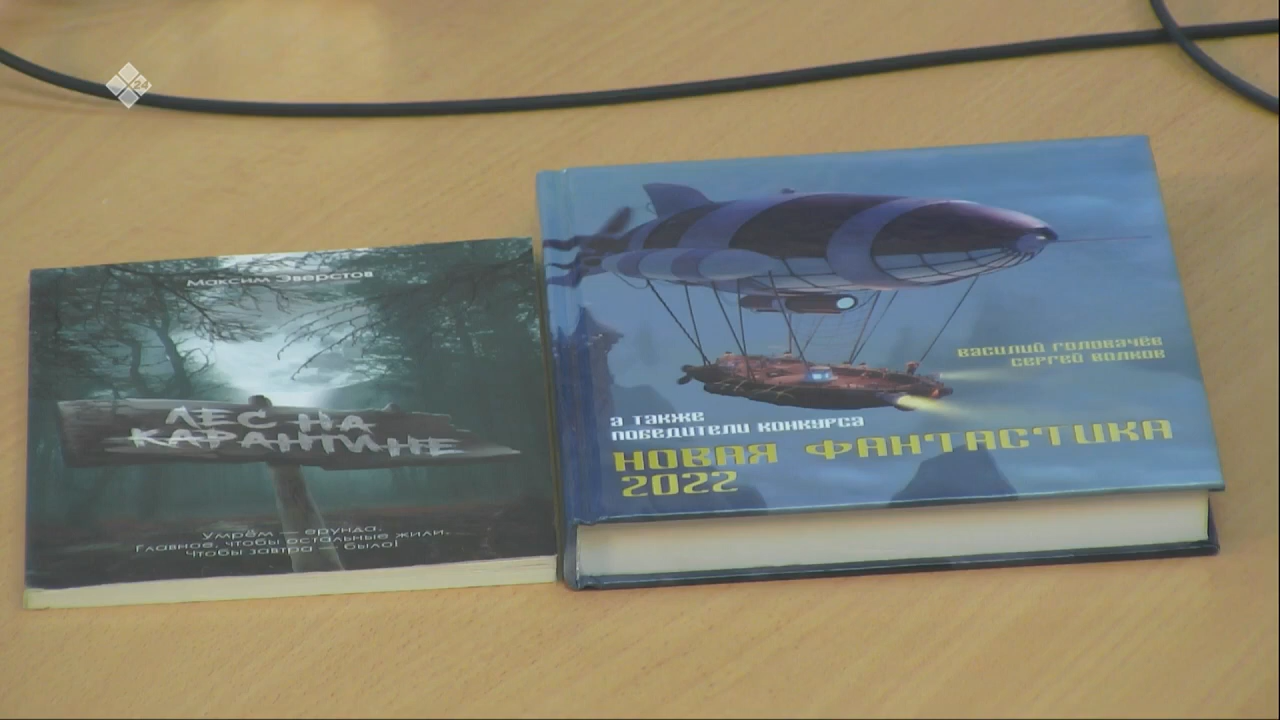 24
Максим Эверстов
ЛЕС НА
КАРАНТИНЕ
Умрём — ерунда.
Главное, чтобы остальные жили.
Чтобы завтра — было!
ВАСИЛИЙ ГОЛОВАЧЁВ
СЕРГЕЙ ВОЛКОВ
А ТАКЖЕ
ПОБЕДИТЕЛИ КОНКУРСА
НОВАЯ ФАНТАСТИКА
2022